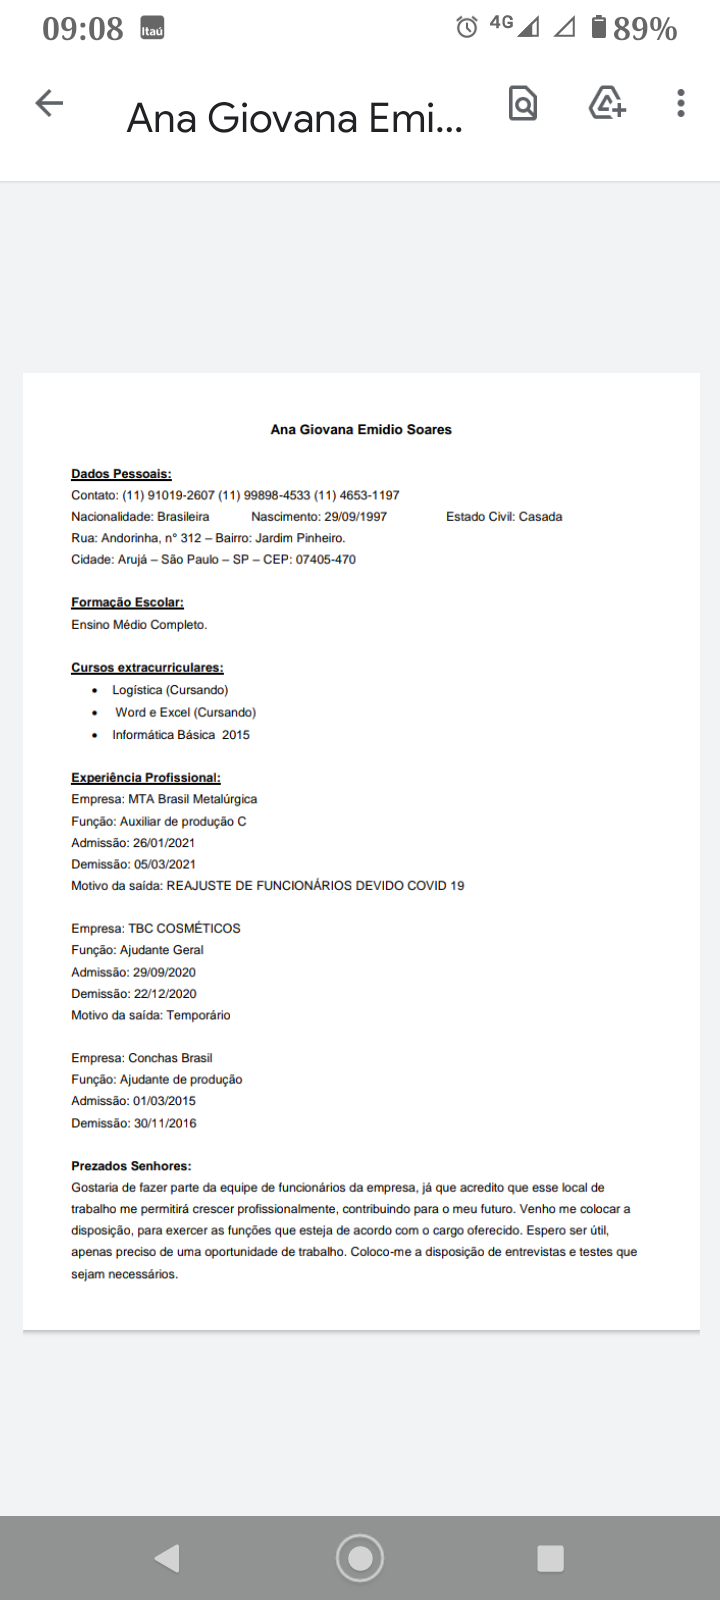 09:08 Itaú 4G 89%
Ana Giovana Emi...
Ana Giovana Emidio Soares
Dados Pessoais:
Contato: (11) 91019-2607 (11) 99898-4533 (11) 4653-1197
Nacionalidade: Brasileira Nascimento: 29/09/1997 Estado Civil: Casada
Rua: Andorinha, n° 312 – Bairro: Jardim Pinheiro.
Cidade: Arujá – São Paulo – SP – CEP: 07405-470
Formação Escolar:
Ensino Médio Completo.
Cursos extracurriculares:
• Logística (Cursando)
• Word e Excel (Cursando)
• Informática Básica 2015
Experiência Profissional:
Empresa: MTA Brasil Metalúrgica
Função: Auxiliar de produção C
Admissão: 26/01/2021
Demissão: 05/03/2021
Motivo da saída: REAJUSTE DE FUNCIONÁRIOS DEVIDO COVID 19
Empresa: TBC COSMÉTICOS
Função: Ajudante Geral
Admissão: 29/09/2020
Demissão: 22/12/2020
Motivo da saída: Temporário
Empresa: Conchas Brasil
Função: Ajudante de produção
Admissão: 01/03/2015
Demissão: 30/11/2016
Prezados Senhores:
Gostaria de fazer parte da equipe de funcionários da empresa, já que acredito que esse local de
trabalho me permitirá crescer profissionalmente, contribuindo para o meu futuro. Venho me colocar a
disposição, para exercer as funções que esteja de acordo com o cargo oferecido. Espero ser útil,
apenas preciso de uma oportunidade de trabalho. Coloco-me a disposição de entrevistas e testes que
sejam necessários.